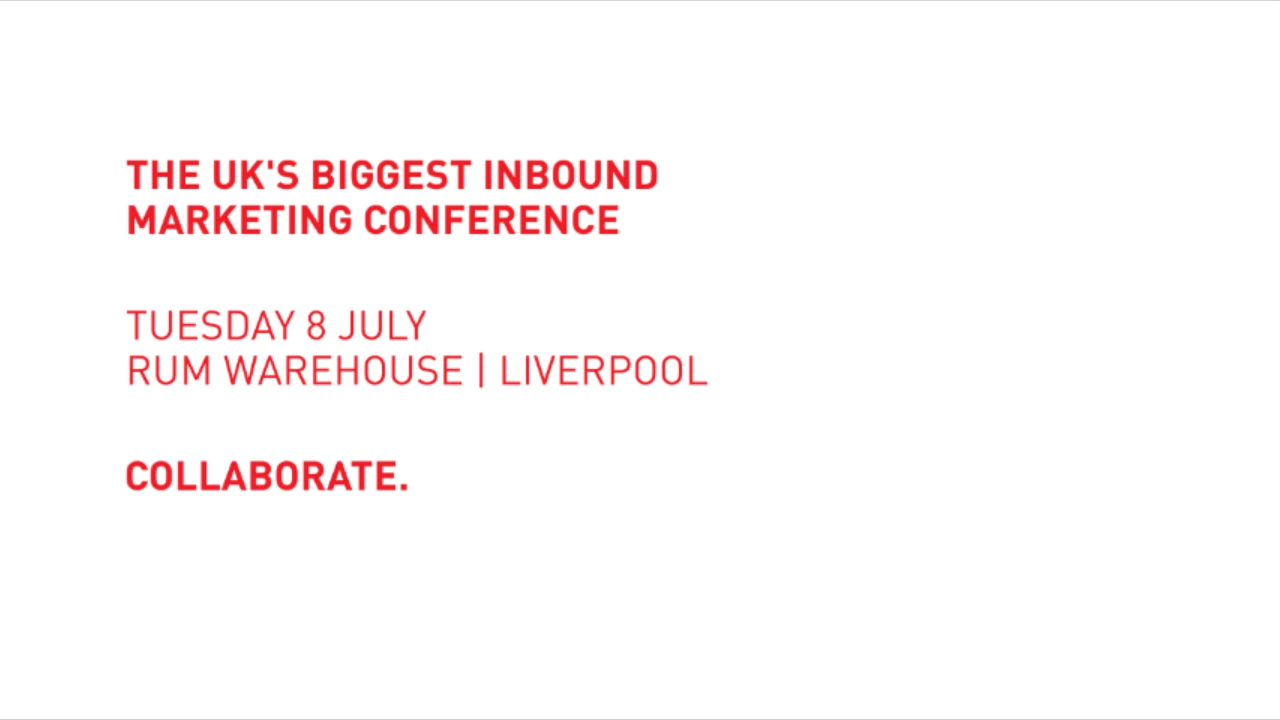 THE UK'S BIGGEST INBOUND
MARKETING CONFERENCE
TUESDAY 8 JULY
RUM WAREHOUSE | LIVERPOOL
COLLABORATE.